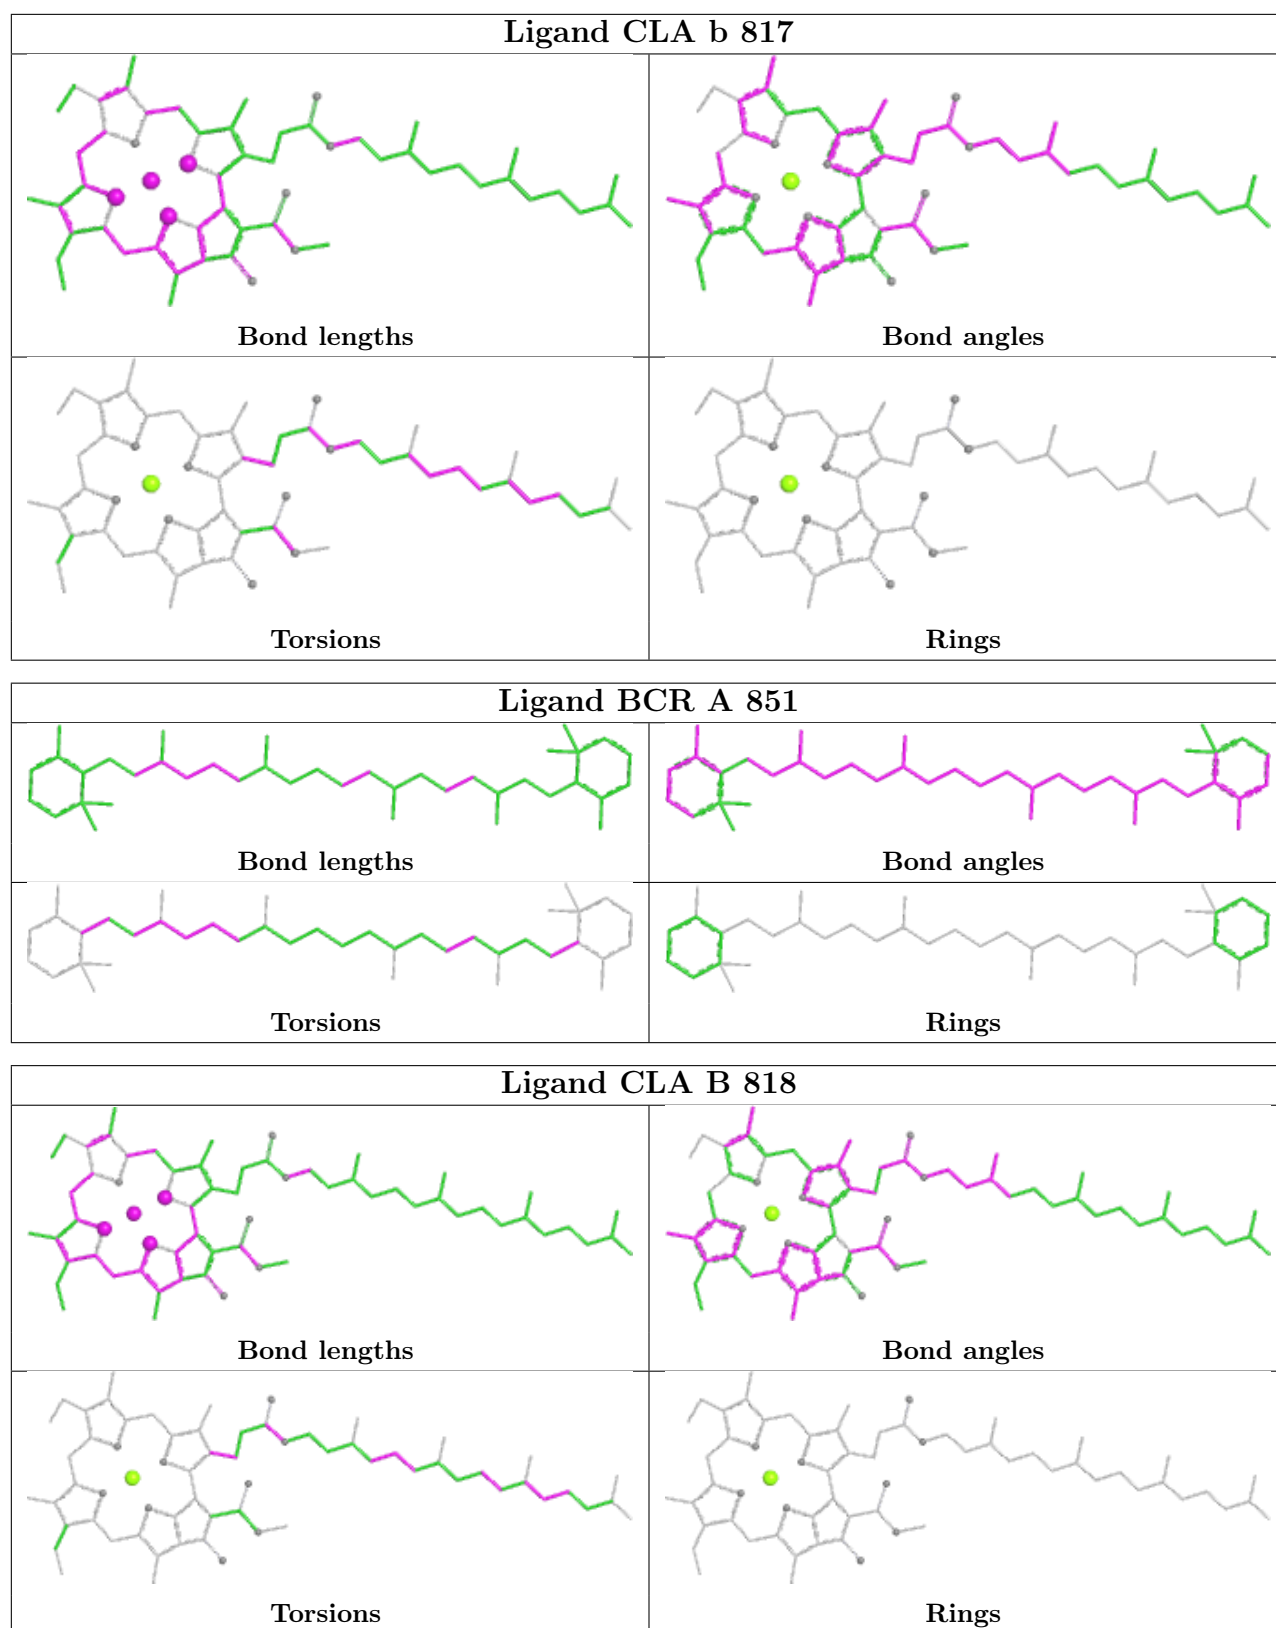 Ligand CLA b 817
Bond lengths
Bond angles
Torsions
Rings
Ligand BCR A 851
Bond lengths
Bond angles
Torsions
Rings
Ligand CLA B 818
Bond lengths
Bond angles
Torsions
Rings